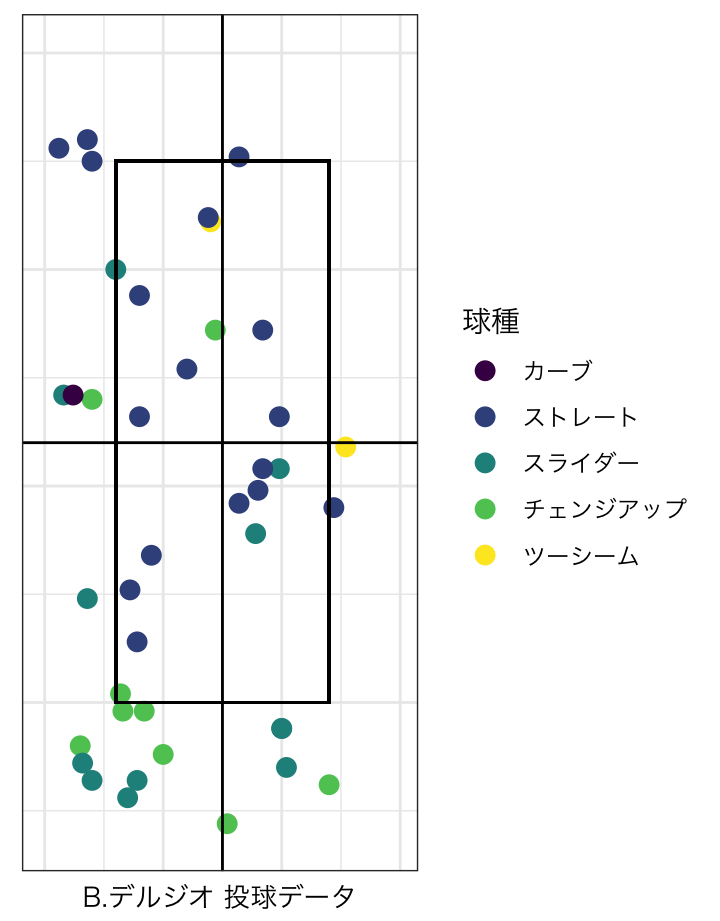 球種
カーブ
ストレート
スライダー
チェンジアップ
ツーシーム
B.デルジオ 投球データ